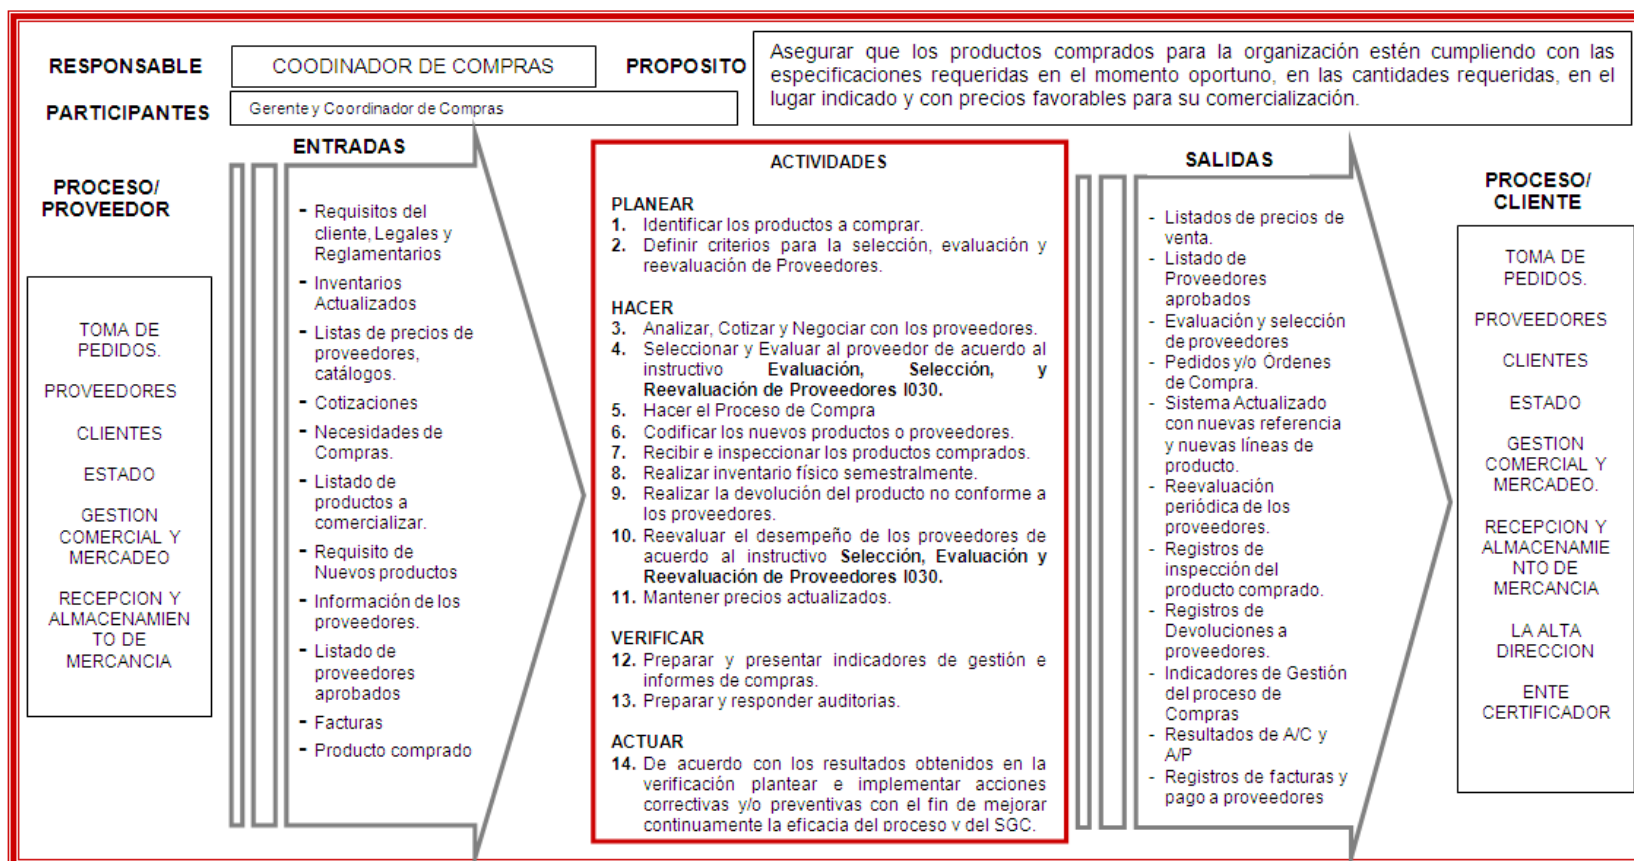 RESPONSABLE
COODINADOR DE COMPRAS
PROPOSITO
Asegurar que los productos comprados para la organización estén cumpliendo con las
especificaciones requeridas en el momento oportuno, en las cantidades requeridas, en el
lugar indicado y con precios favorables para su comercialización.
PARTICIPANTES
Gerente y Coordinador de Compras
PROCESO/
PROVEEDOR
TOMA DE
PEDIDOS.
PROVEEDORES
CLIENTES
ESTADO
GESTION
COMERCIAL Y
MERCADEO
RECEPCION Y
ALMACENAMIEN
TO DE
MERCANCIA
ENTRADAS
- Requisitos del
cliente, Legales y
Reglamentarios
- Inventarios
Actualizados
- Listas de precios de
proveedores,
catálogos.
- Cotizaciones
- Necesidades de
Compras.
- Listado de
productos a
comercializar.
- Requisito de
Nuevos productos
- Información de los
proveedores.
- Listado de
proveedores
aprobados
- Facturas
- Producto comprado
ACTIVIDADES
PLANEAR
1. Identificar los productos a comprar.
2. Definir criterios para la selección, evaluación y
reevaluación de Proveedores.
HACER
3. Analizar, Cotizar y Negociar con los proveedores.
4. Seleccionar y Evaluar al proveedor de acuerdo al
instructivo Evaluación, Selección, y
Reevaluación de Proveedores I030.
5. Hacer el Proceso de Compra
6. Codificar los nuevos productos o proveedores.
7. Recibir e inspeccionar los productos comprados.
8. Realizar inventario físico semestralmente.
9. Realizar la devolución del producto no conforme a
los proveedores.
10. Reevaluar el desempeño de los proveedores de
acuerdo al instructivo Selección, Evaluación y
Reevaluación de Proveedores I030.
11. Mantener precios actualizados.
VERIFICAR
12. Preparar y presentar indicadores de gestión e
informes de compras.
13. Preparar y responder auditorias.
ACTUAR
14. De acuerdo con los resultados obtenidos en la
verificación plantear e implementar acciones
correctivas y/o preventivas con el fin de mejorar
continuamente la eficacia del proceso y del SGC.
SALIDAS
- Listados de precios de
venta.
- Listado de
Proveedores
aprobados
- Evaluación y selección
de proveedores
- Pedidos y/o Órdenes
de Compra.
- Sistema Actualizado
con nuevas referencia
y nuevas líneas de
producto.
- Reevaluación
periódica de los
proveedores.
- Registros de
inspección del
producto comprado.
- Registros de
Devoluciones a
proveedores.
- Indicadores de Gestión
del proceso de
Compras
- Resultados de A/C y
A/P
- Registros de facturas y
pago a proveedores
PROCESO/
CLIENTE
TOMA DE
PEDIDOS.
PROVEEDORES
CLIENTES
ESTADO
GESTION
COMERCIAL Y
MERCADEO.
RECEPCION Y
ALMACENAMIE
NTO DE
MERCANCIA
LA ALTA
DIRECCION
ENTE
CERTIFICADOR